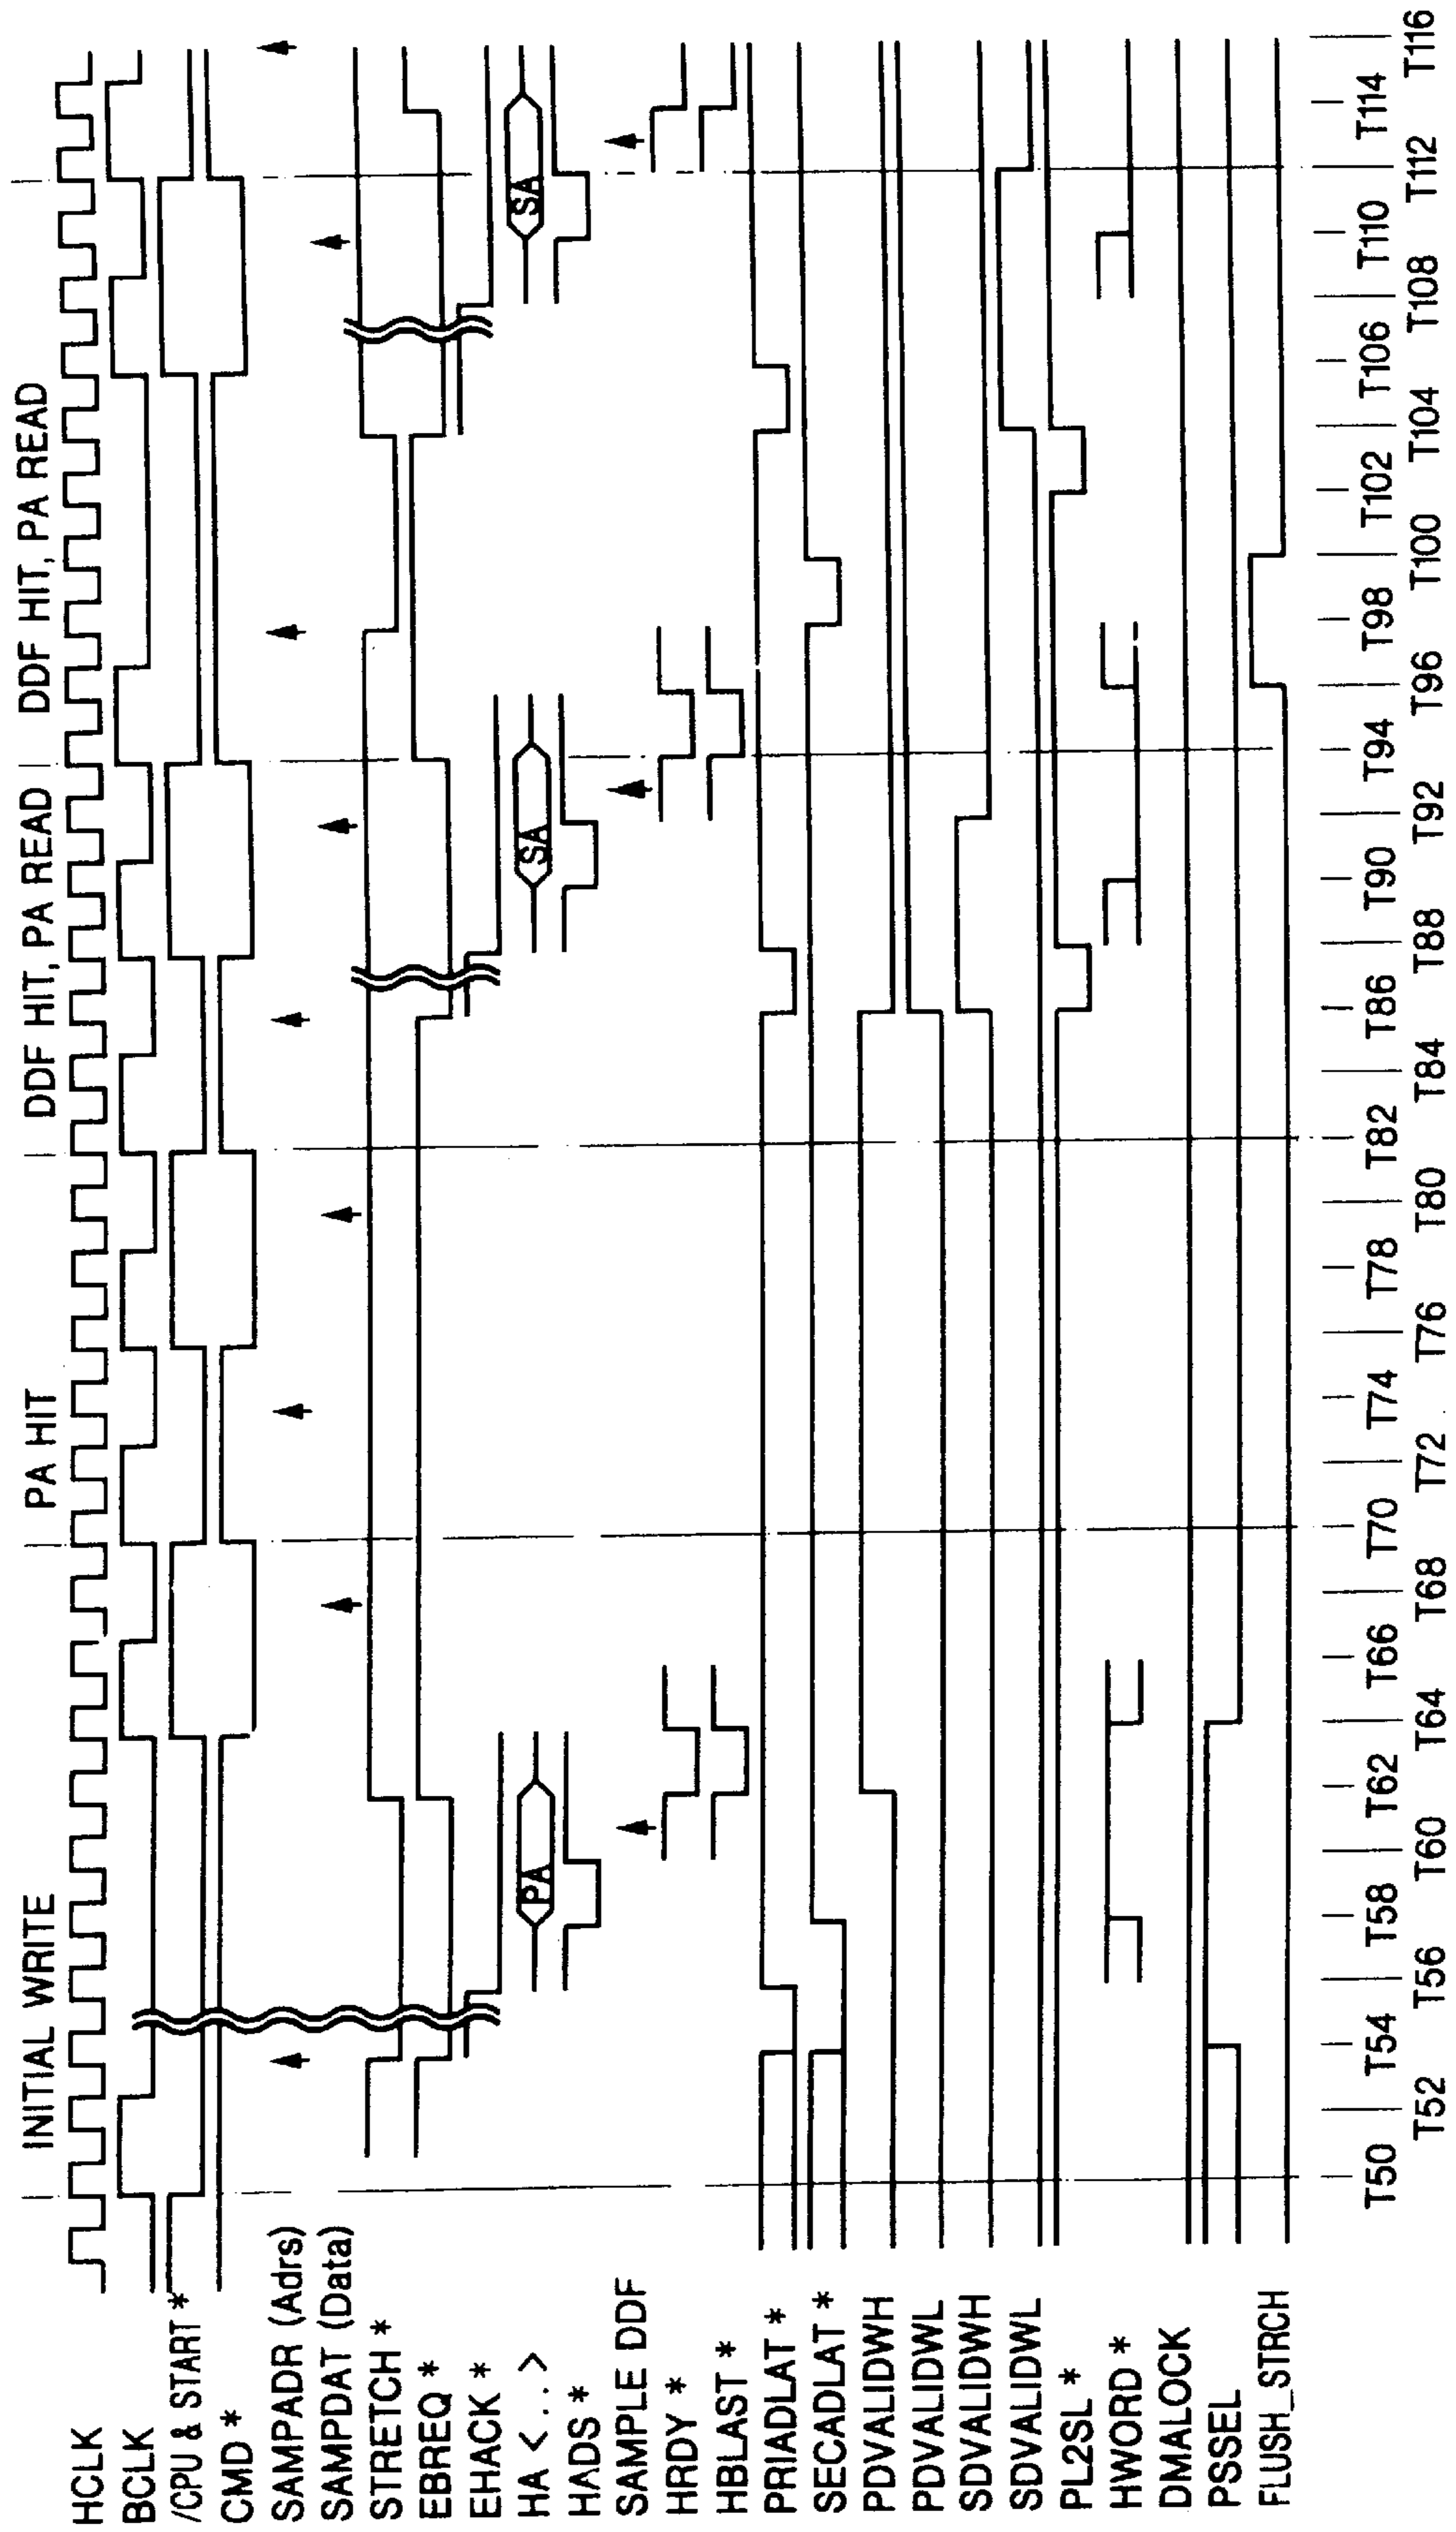 INITIAL WRITE
PA HIT
DDF HIT, PA READ
DDF HIT, PA READ
HCLK
BCLK
/CPU & START *
CMD *
SAMPADR (Adrs)
SAMPDAT (Data)
STRETCH *
EBREQ *
EHACK *
HA <..>
PA
SA
SA
HADS *
SAMPLE DDF
HRDY *
HBLAST *
PRIADLAT *
SECADLAT *
PDVALIDWH
PDVALIDWL
SDVALIDWH
SDVALIDWL
PL2SL *
HWORD *
DMALOCK
PSSEL
FLUSH_STRCH
T50 T54 T58 T62 T66 T70 T74 T78 T82 T86 T90 T94 T98 T102 T106 T110 T114
T52 T56 T60 T64 T68 T72 T76 T80 T84 T88 T92 T96 T100 T104 T108 T112 T116